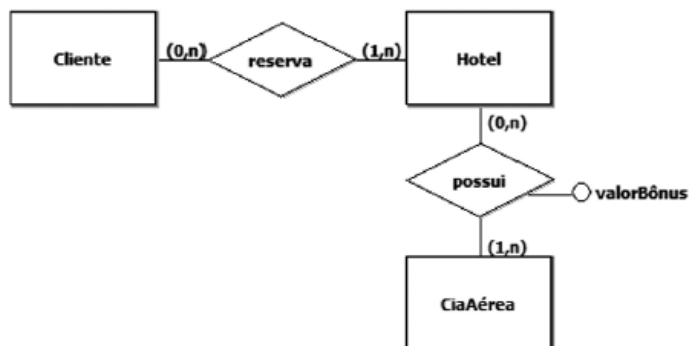 Cliente
(0,n)
reserva
(1,n)
Hotel
(0,n)
possui
valorBônus
(1,n)
CiaAérea